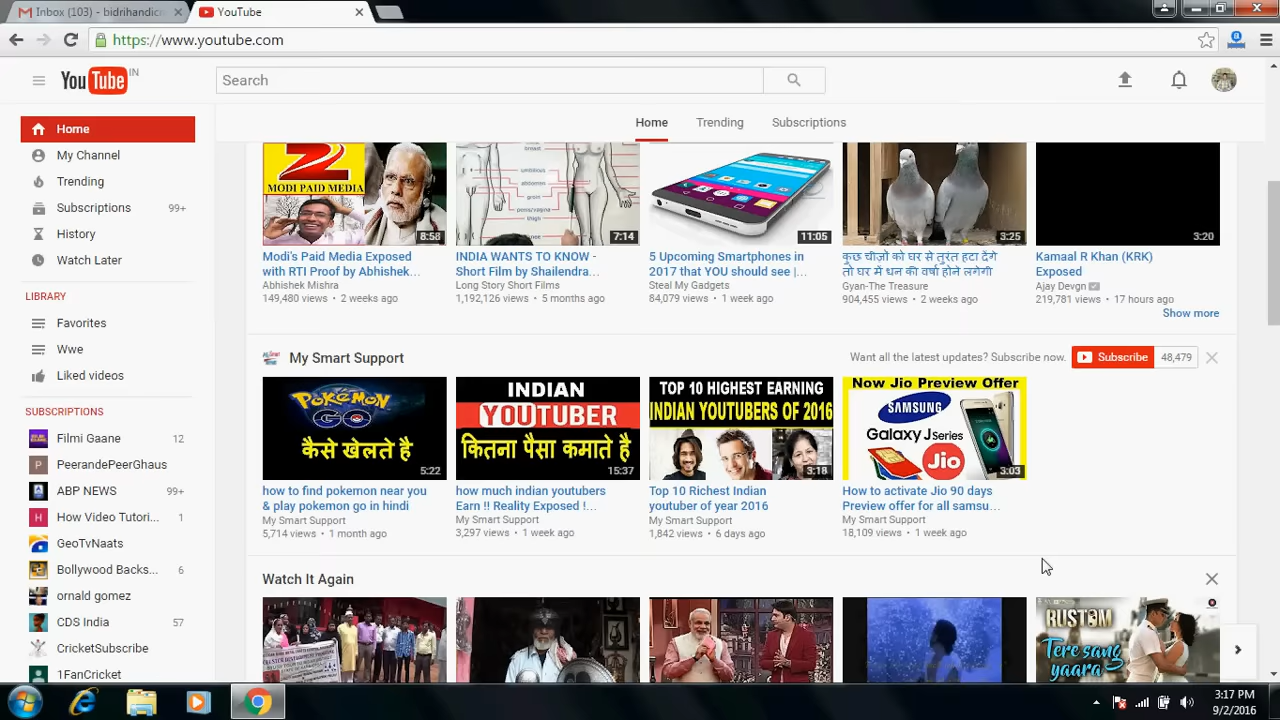 Inbox (103) - bidrihandicr
YouTube
https://www.youtube.com
YouTube IN
Search
Home
Trending
Subscriptions
Home
My Channel
Trending
Subscriptions 99+
History
Watch Later
LIBRARY
Favorites
Wwe
Liked videos
SUBSCRIPTIONS
Filmi Gaane 12
PeerandePeerGhaus
ABP NEWS 99+
How Video Tutori... 1
GeoTvNaats
Bollywood Backs... 6
ornald gomez
CDS India 57
CricketSubscribe
1FanCricket
MODI PAID MEDIA
8:58
Modi's Paid Media Exposed
with RTI Proof by Abhishek...
Abhishek Mishra
149,480 views • 2 weeks ago
7:14
INDIA WANTS TO KNOW -
Short Film by Shailendra...
Long Story Short Films
1,192,126 views • 5 months ago
11:05
5 Upcoming Smartphones in
2017 that YOU should see |...
Steal My Gadgets
84,079 views • 1 week ago
3:25
कुछ चीज़ों को घर से तुरंत हटा देंगे
तो घर में धन की वर्षा होने लगेगी
Gyan-The Treasure
904,455 views • 2 weeks ago
3:20
Kamaal R Khan (KRK)
Exposed
Ajay Devgn
219,781 views • 17 hours ago
Show more
My Smart Support
Want all the latest updates? Subscribe now.
Subscribe 48,479
POKÉMON
GO
कैसे खेलते है
5:22
how to find pokemon near you
& play pokemon go in hindi
My Smart Support
5,714 views • 1 month ago
INDIAN
YOUTUBER
कितना पैसा कमाते है
15:37
how much indian youtubers
Earn !! Reality Exposed !...
My Smart Support
3,297 views • 1 week ago
TOP 10 HIGHEST EARNING
INDIAN YOUTUBERS OF 2016
3:18
Top 10 Richest Indian
youtuber of year 2016
My Smart Support
1,842 views • 6 days ago
Now Jio Preview Offer
SAMSUNG
Galaxy J Series
Jio
3:03
How to activate Jio 90 days
Preview offer for all samsu...
My Smart Support
18,109 views • 1 week ago
Watch It Again
RUSTOM
Tere sang
yaara
3:17 PM
9/2/2016